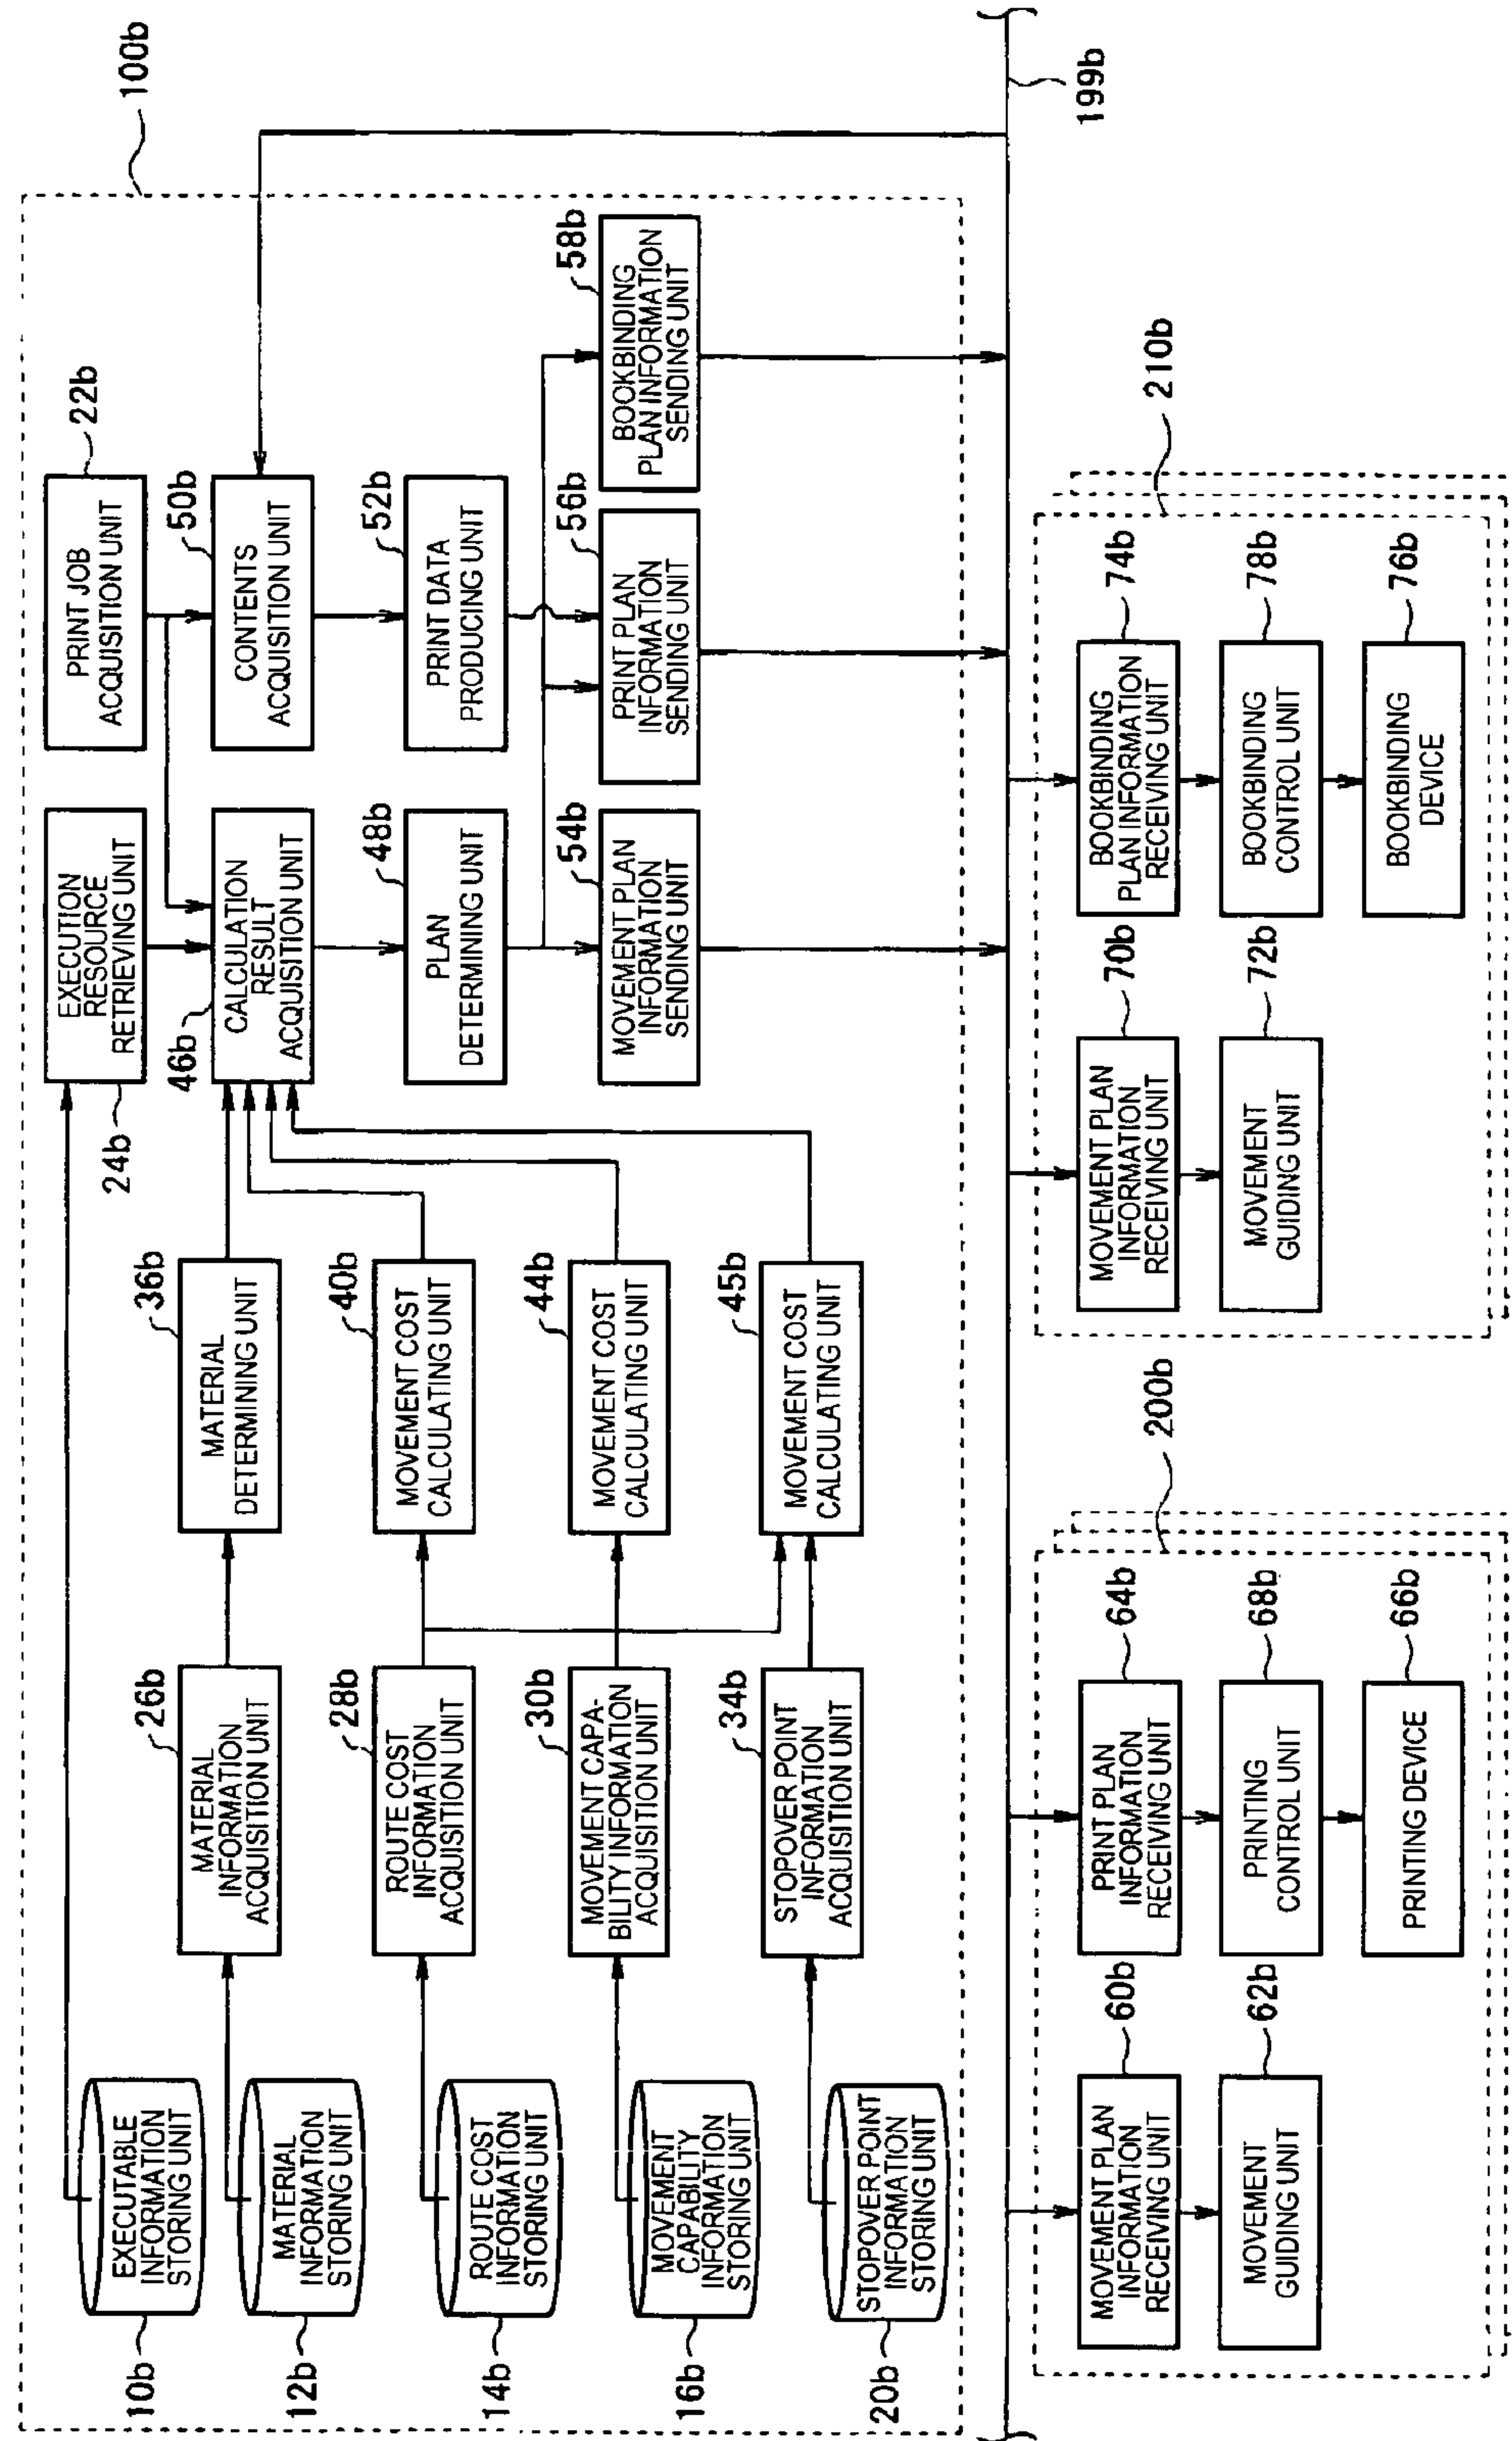 100b
EXECUTABLE
INFORMATION
STORING UNIT
10b
MATERIAL
INFORMATION
STORING UNIT
12b
ROUTE COST
INFORMATION
STORING UNIT
14b
MOVEMENT
CAPABILITY
INFORMATION
STORING UNIT
16b
STOPOVER POINT
INFORMATION
STORING UNIT
20b
26b
MATERIAL
INFORMATION
ACQUISITION UNIT
28b
ROUTE COST
INFORMATION
ACQUISITION UNIT
30b
MOVEMENT CAPA-
BILITY INFORMATION
ACQUISITION UNIT
34b
STOPOVER POINT
INFORMATION
ACQUISITION UNIT
36b
MATERIAL
DETERMINING UNIT
40b
MOVEMENT COST
CALCULATING UNIT
44b
MOVEMENT COST
CALCULATING UNIT
45b
MOVEMENT COST
CALCULATING UNIT
EXECUTION
RESOURCE
RETRIEVING UNIT
24b
46b
CALCULATION
RESULT
ACQUISITION UNIT
48b
PLAN
DETERMINING UNIT
54b
MOVEMENT PLAN
INFORMATION
SENDING UNIT
PRINT JOB
ACQUISITION UNIT
22b
50b
CONTENTS
ACQUISITION UNIT
52b
PRINT DATA
PRODUCING UNIT
56b
PRINT PLAN
INFORMATION
SENDING UNIT
58b
BOOKBINDING
PLAN INFORMATION
SENDING UNIT
199b
200b
MOVEMENT PLAN
INFORMATION
RECEIVING UNIT
60b
MOVEMENT
GUIDING UNIT
62b
PRINT PLAN
INFORMATION
RECEIVING UNIT
64b
PRINTING
CONTROL UNIT
68b
PRINTING DEVICE
66b
210b
MOVEMENT PLAN
INFORMATION
RECEIVING UNIT
70b
MOVEMENT
GUIDING UNIT
72b
BOOKBINDING
PLAN INFORMATION
RECEIVING UNIT
74b
BOOKBINDING
CONTROL UNIT
78b
BOOKBINDING
DEVICE
76b